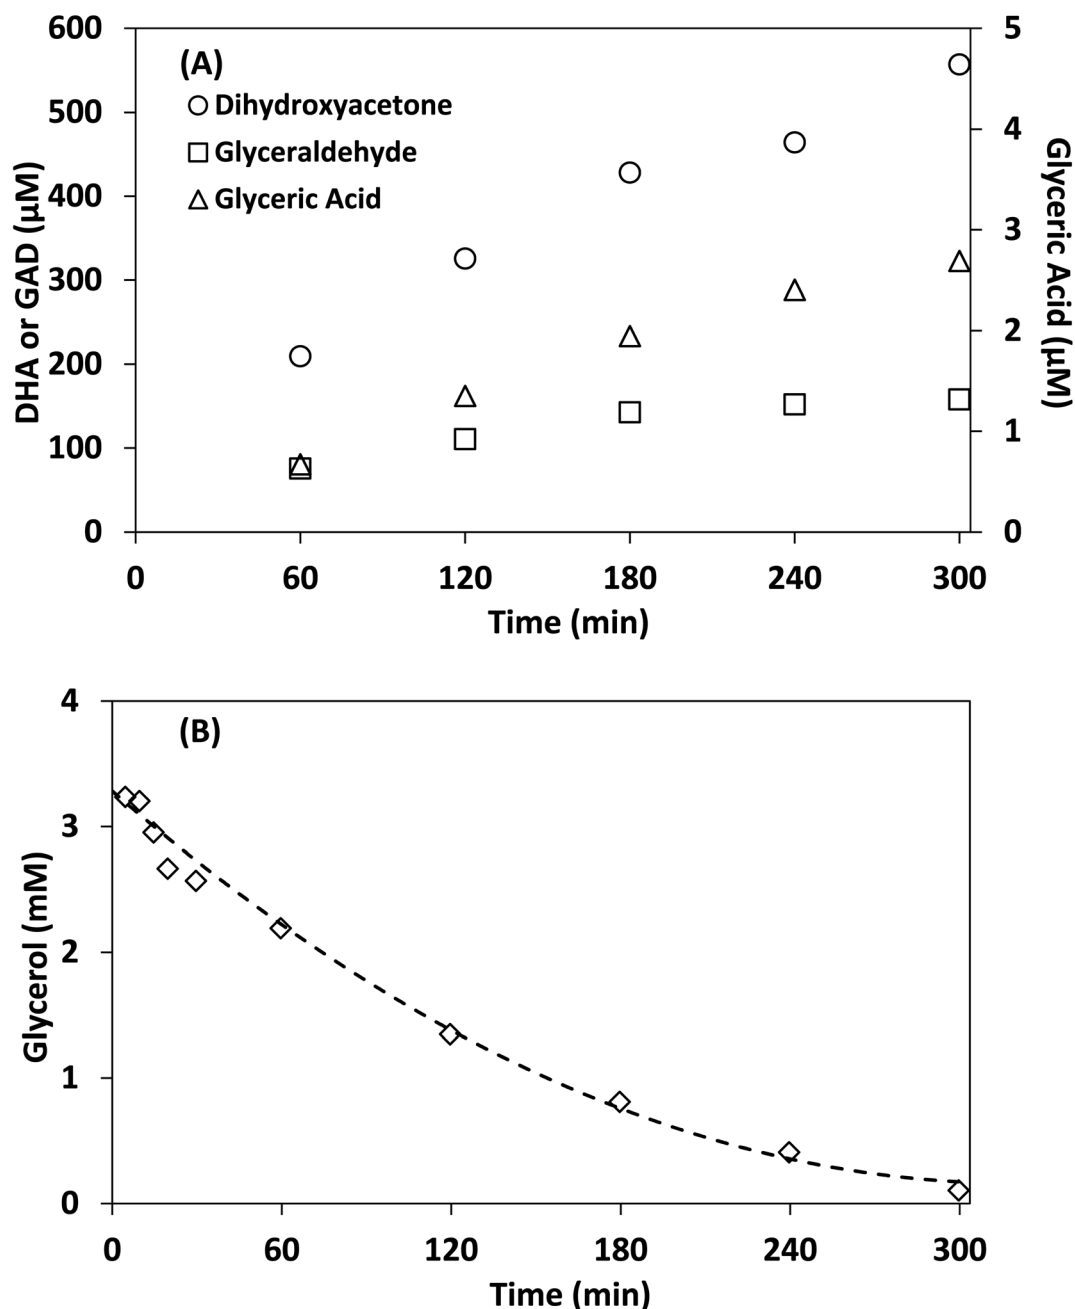 (A)
Dihydroxyacetone
Glyceraldehyde
Glyceric Acid
600
500
400
300
200
100
0
DHA or GAD (μM)
5
4
3
2
1
0
Glyceric Acid (μM)
0 60 120 180 240 300
Time (min)
(B)
4
3
2
1
0
Glycerol (mM)
0 60 120 180 240 300
Time (min)